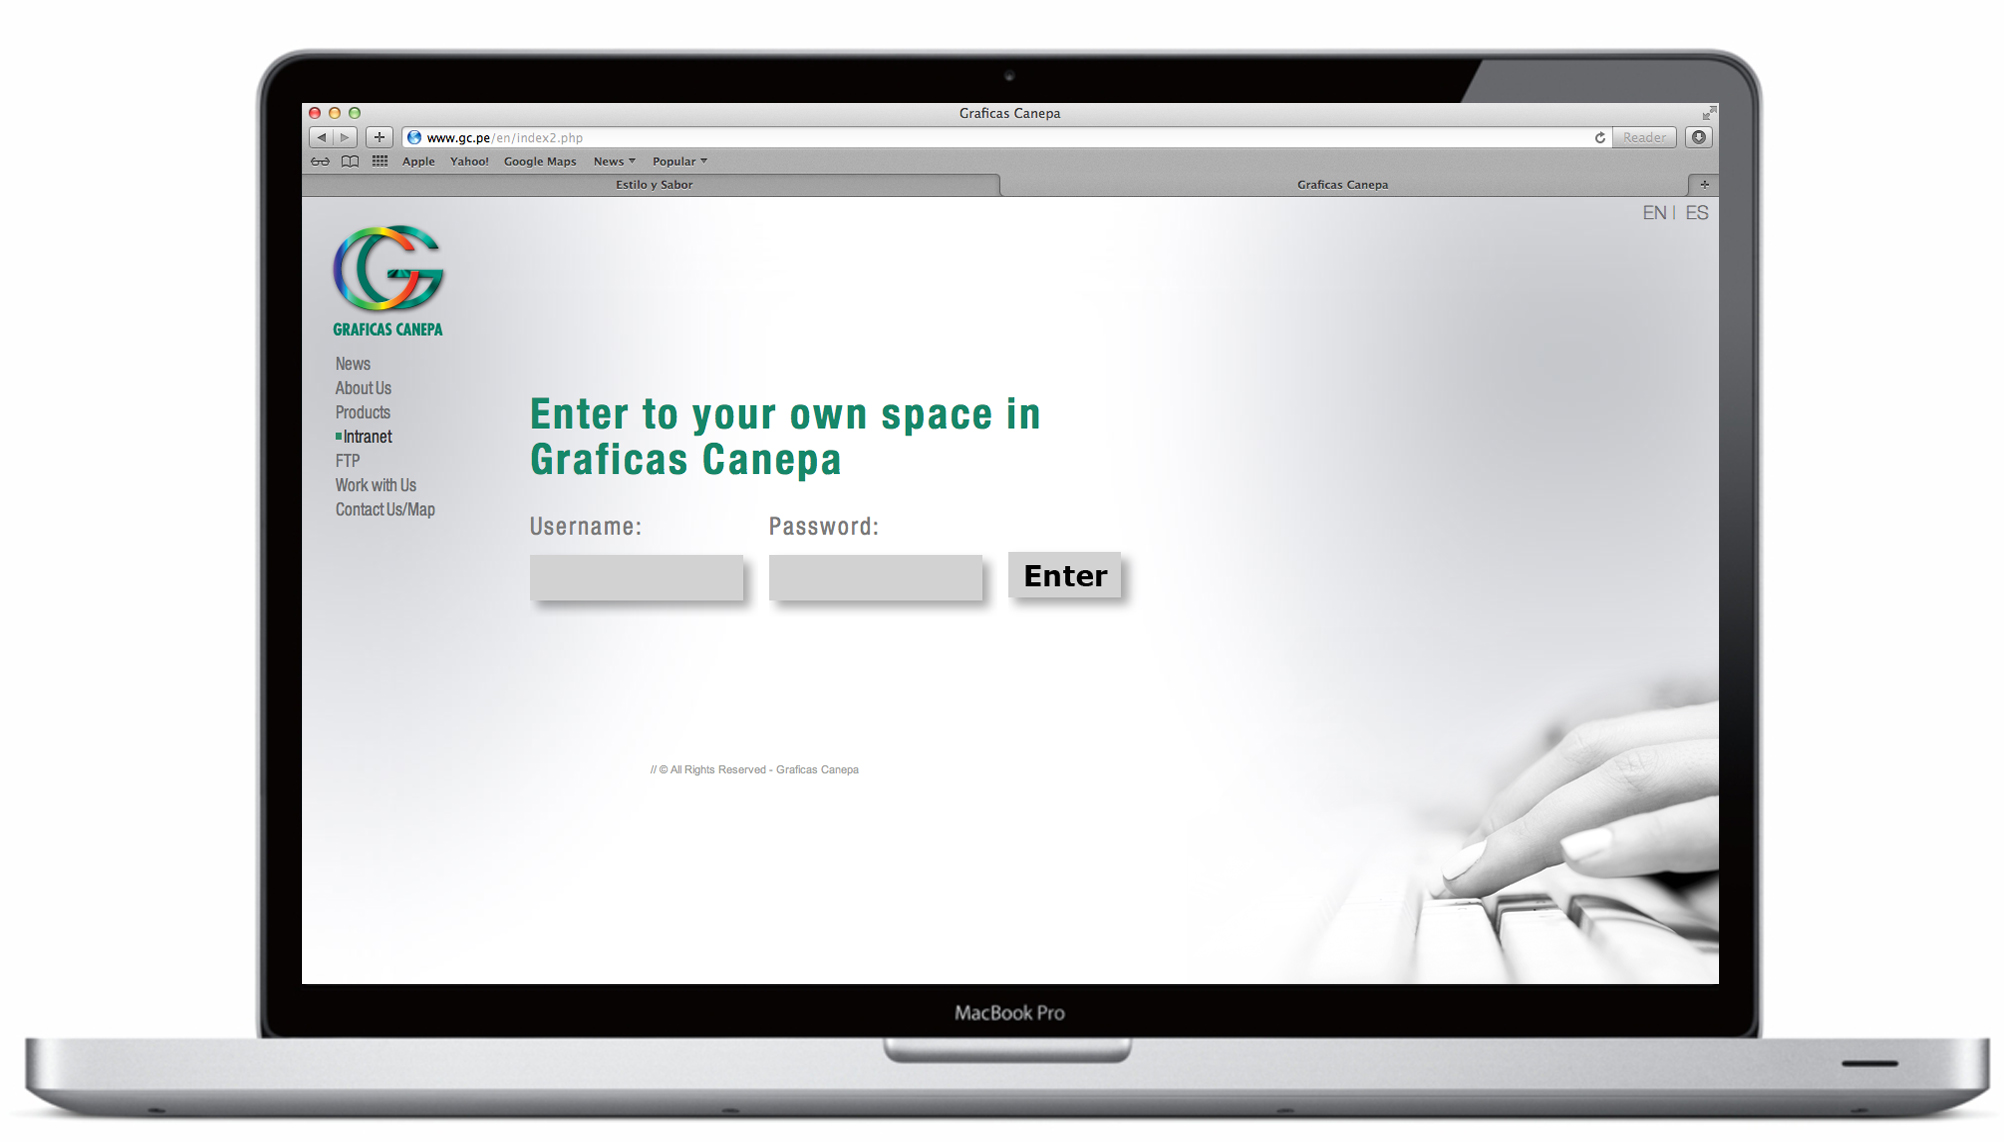 Graficas Canepa
www.gc.pe/en/index2.php
Reader
Apple Yahoo! Google Maps News Popular
Estilo y Sabor
Graficas Canepa
EN | ES
GRAFICAS CANEPA
News
About Us
Products
Intranet
FTP
Work with Us
Contact Us/Map
Enter to your own space in
Graficas Canepa
Username:
Password:
Enter
// © All Rights Reserved - Graficas Canepa
MacBook Pro